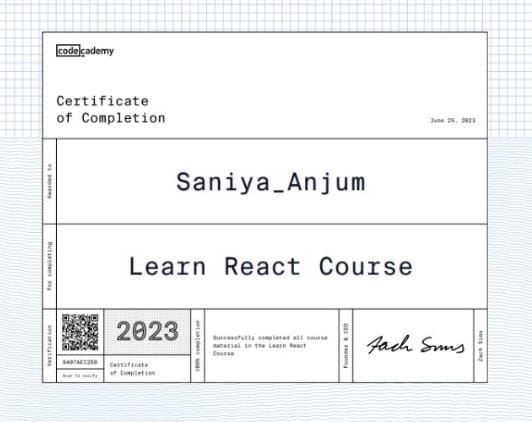 codecademy
Certificate
of Completion
June 25, 2023
Awarded to
Saniya_Anjum
For completing
Learn React Course
Verification
6497AEC259
Scan to verify
2023
Certificate
of Completion
100% completion
Successfully completed all course
material in the Learn React
Course
Founder & CEO
Zach Sims
Zach Sims